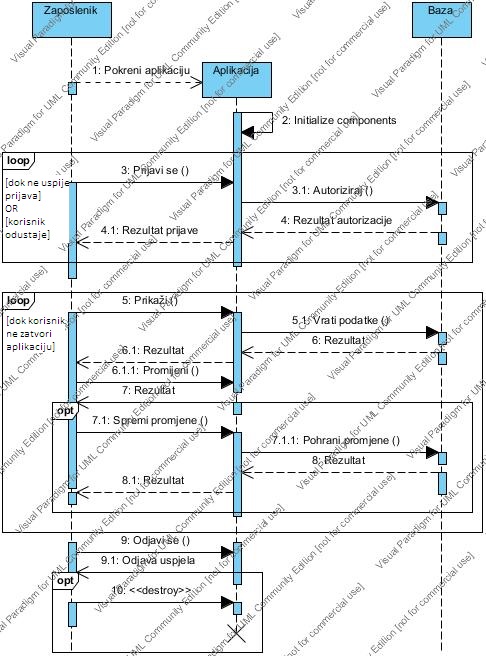 Zaposlenik
Baza
1: Pokreni aplikaciju
Aplikacija
2: Initialize components
loop
[dok ne uspije
prijava]
OR
[korisnik
odustaje]
3: Prijavi se ()
3.1: Autoriziraj ()
4: Rezultat autorizacije
4.1: Rezultat prijave
loop
[dok korisnik
ne zatvori
aplikaciju]
5: Prikaži ()
5.1: Vrati podatke ()
6: Rezultat
6.1: Rezultat
6.1.1: Promijeni ()
7: Rezultat
opt
7.1: Spremi promjene ()
7.1.1: Pohrani promjene ()
8: Rezultat
8.1: Rezultat
9: Odjavi se ()
9.1: Odjava uspjela
opt
10: <<destroy>>
Visual Paradigm for UML Community Edition [not for commercial use]